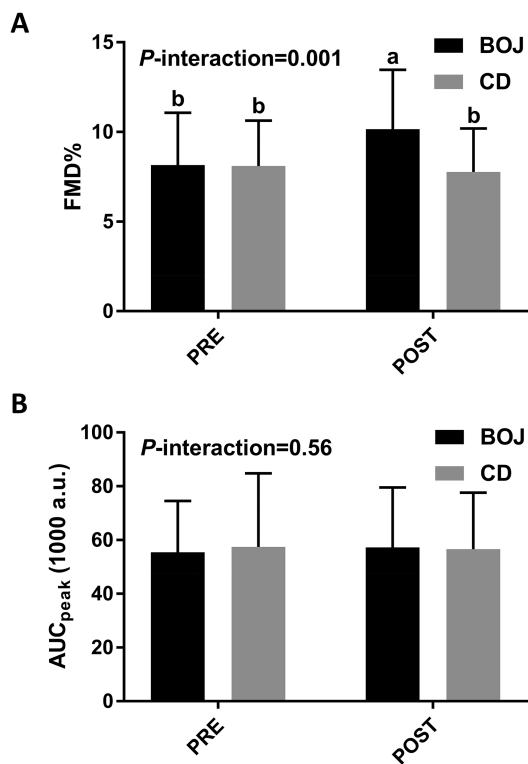 A
P-interaction=0.001
BOJ
CD
FMD%
15
10
5
0
b
b
a
b
PRE
POST
B
P-interaction=0.56
BOJ
CD
AUCpeak (1000 a.u.)
100
80
60
40
20
0
PRE
POST